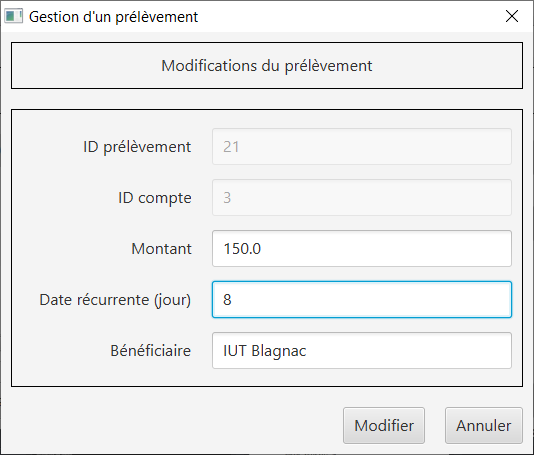 Gestion d'un prélèvement
Modifications du prélèvement
ID prélèvement 21
ID compte 3
Montant 150.0
Date récurrente (jour) 8
Bénéficiaire IUT Blagnac
Modifier Annuler